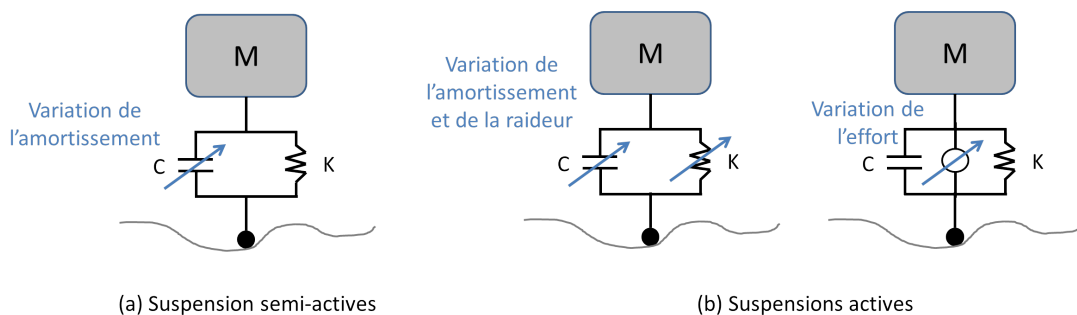 M
Variation de
l'amortissement
C
K
(a) Suspension semi-actives
M
Variation de
l'amortissement
et de la raideur
C
K
M
Variation de
l'effort
C
K
(b) Suspensions actives